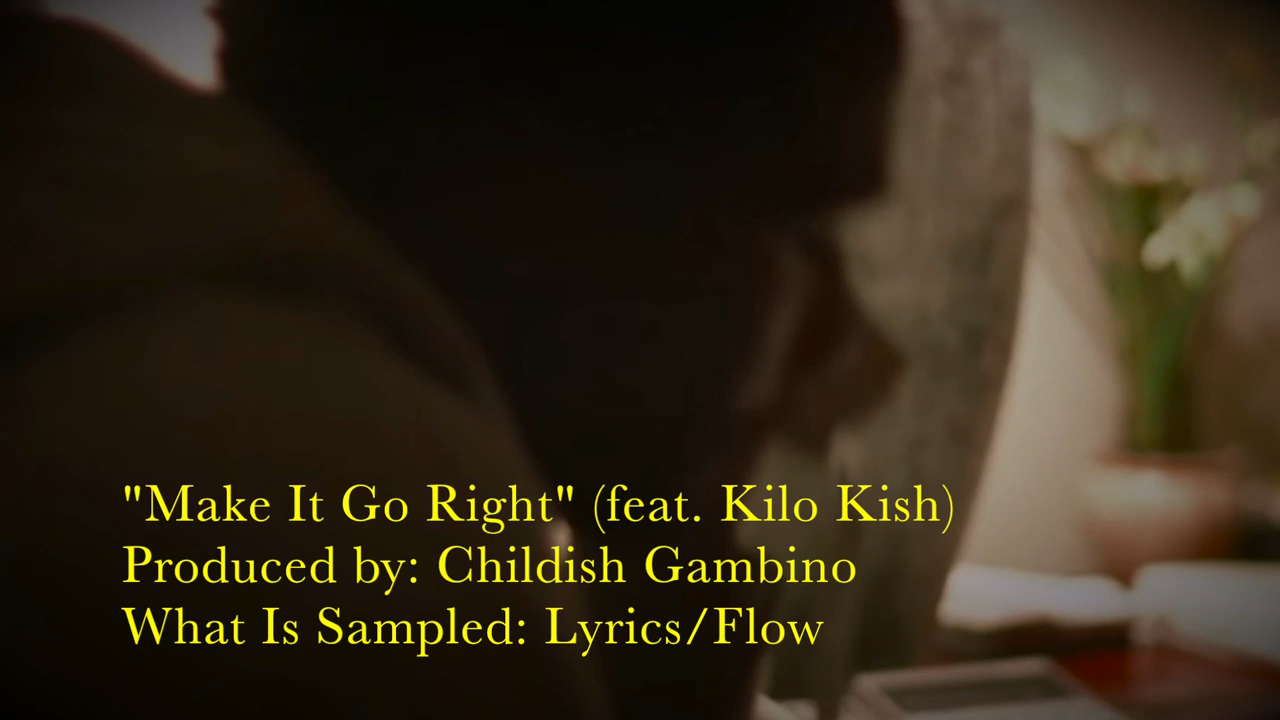 "Make It Go Right" (feat. Kilo Kish)
Produced by: Childish Gambino
What Is Sampled: Lyrics/Flow